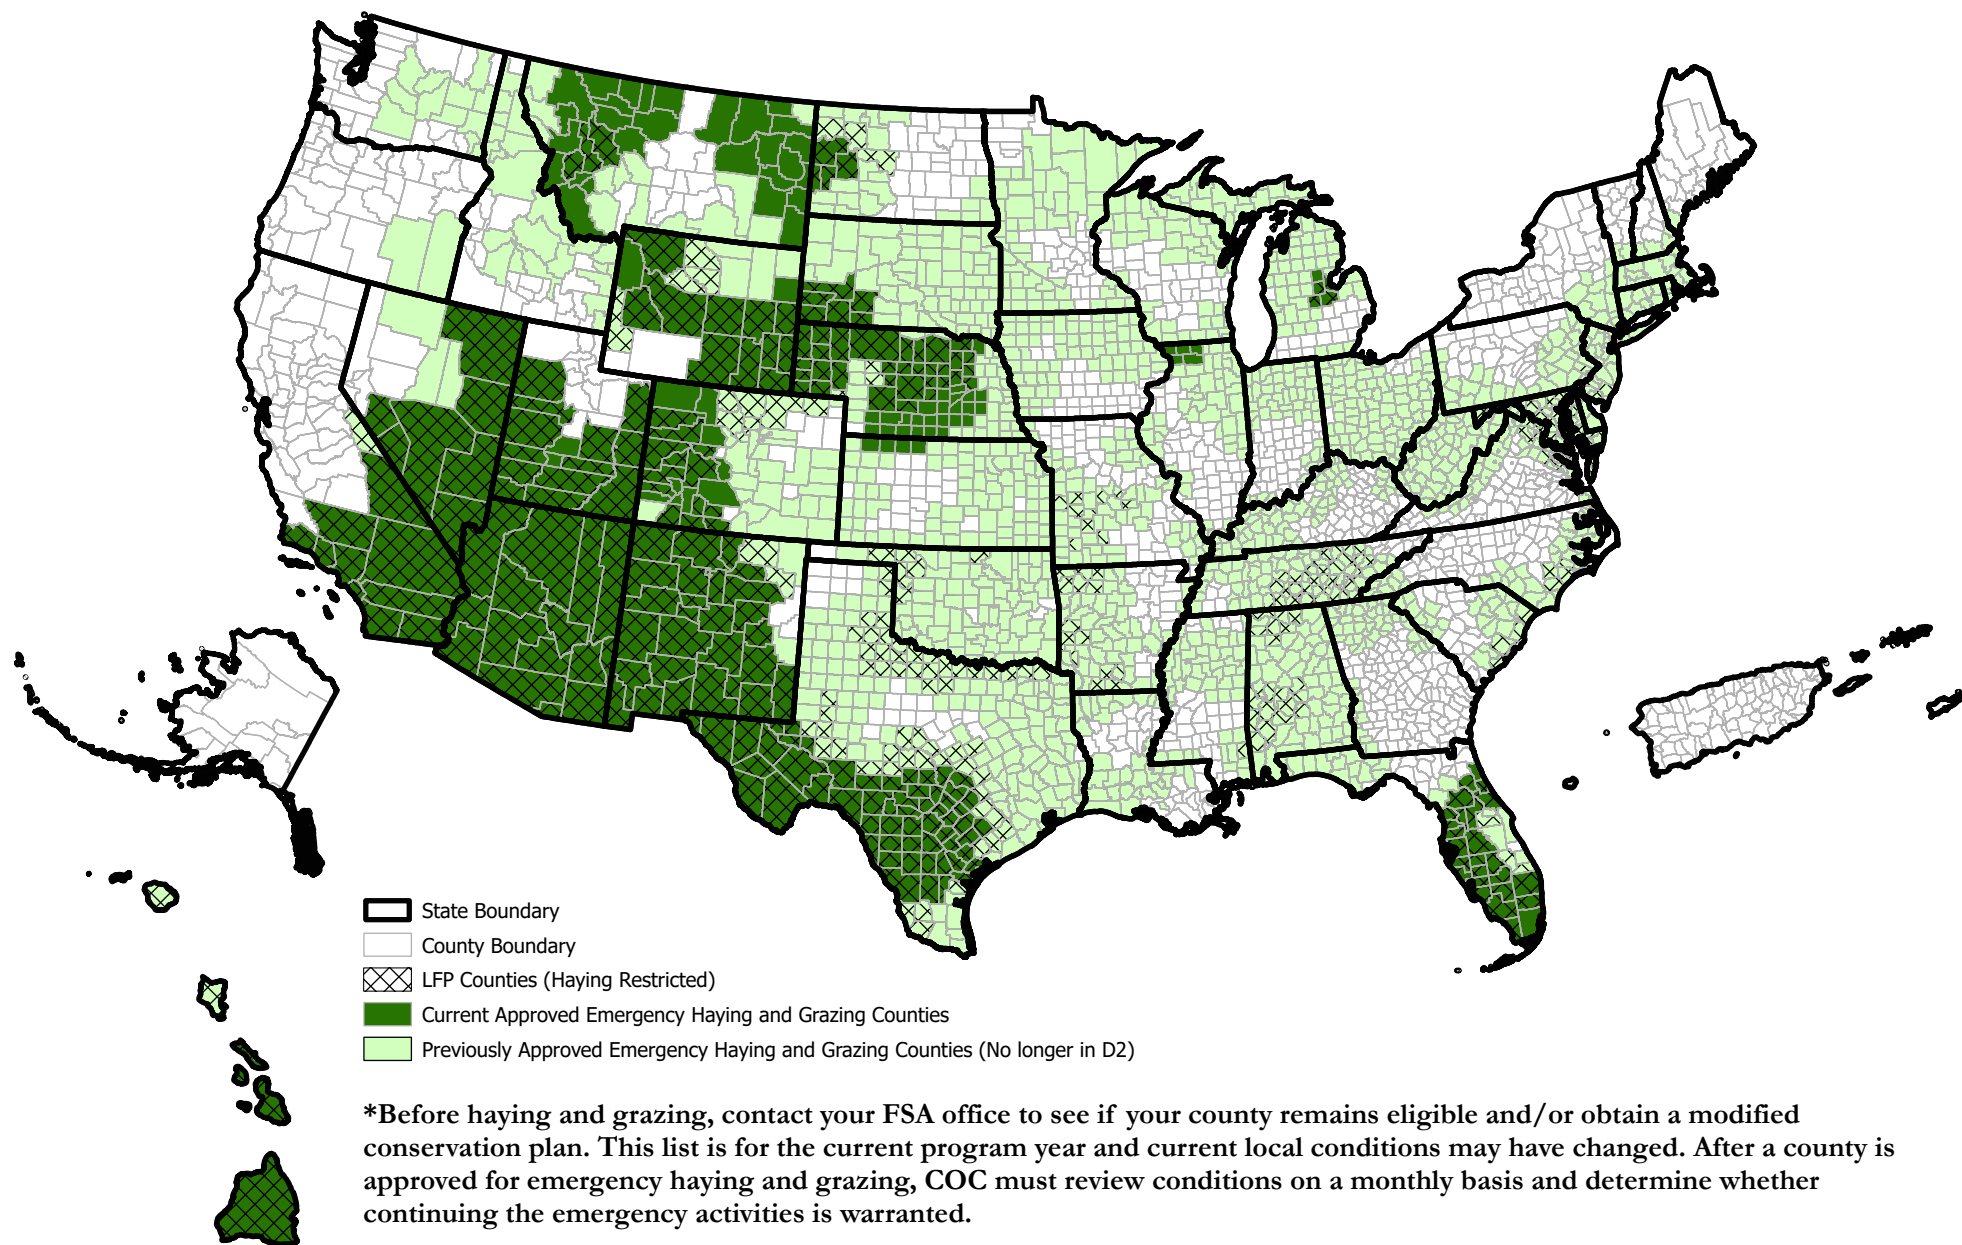 State Boundary
County Boundary
LFP Counties (Haying Restricted)
Current Approved Emergency Haying and Grazing Counties
Previously Approved Emergency Haying and Grazing Counties (No longer in D2)
*Before haying and grazing, contact your FSA office to see if your county remains eligible and/or obtain a modified
conservation plan. This list is for the current program year and current local conditions may have changed. After a county is
approved for emergency haying and grazing, COC must review conditions on a monthly basis and determine whether
continuing the emergency activities is warranted.